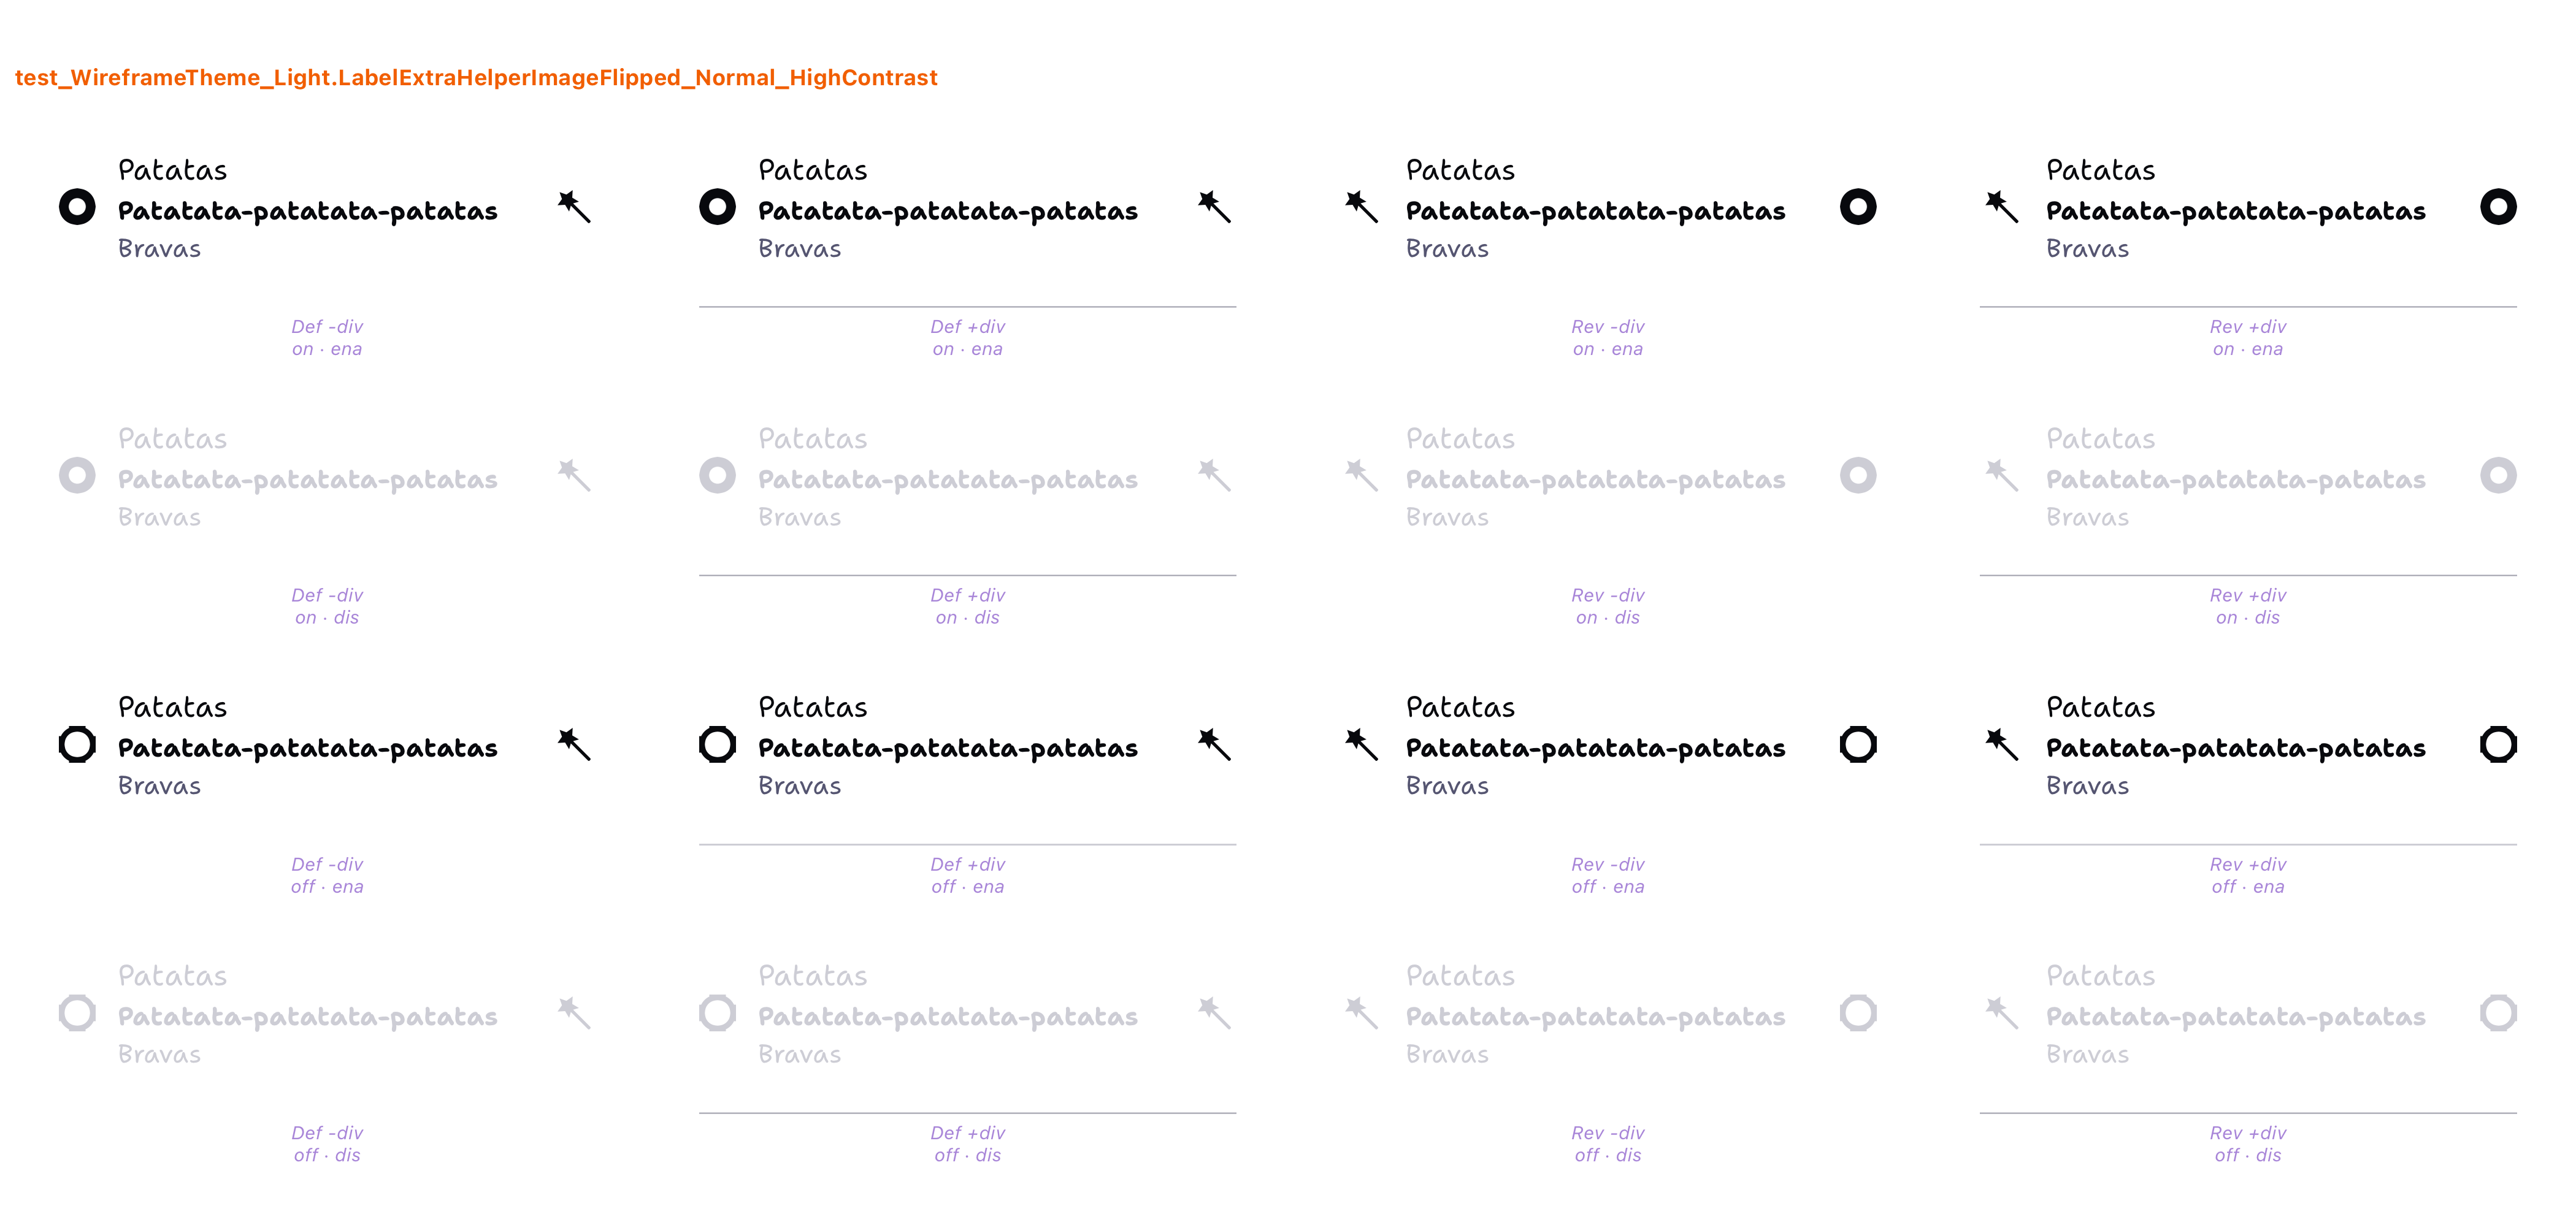 test_WireframeTheme_Light.LabelExtraHelperImageFlipped_Normal_HighContrast
Patatas
Patatata-patatata-patatas
Bravas
Def -div
on · ena
Patatas
Patatata-patatata-patatas
Bravas
Def +div
on · ena
Patatas
Patatata-patatata-patatas
Bravas
Rev -div
on · ena
Patatas
Patatata-patatata-patatas
Bravas
Rev +div
on · ena
Patatas
Patatata-patatata-patatas
Bravas
Def -div
on · dis
Patatas
Patatata-patatata-patatas
Bravas
Def +div
on · dis
Patatas
Patatata-patatata-patatas
Bravas
Rev -div
on · dis
Patatas
Patatata-patatata-patatas
Bravas
Rev +div
on · dis
Patatas
Patatata-patatata-patatas
Bravas
Def -div
off · ena
Patatas
Patatata-patatata-patatas
Bravas
Def +div
off · ena
Patatas
Patatata-patatata-patatas
Bravas
Rev -div
off · ena
Patatas
Patatata-patatata-patatas
Bravas
Rev +div
off · ena
Patatas
Patatata-patatata-patatas
Bravas
Def -div
off · dis
Patatas
Patatata-patatata-patatas
Bravas
Def +div
off · dis
Patatas
Patatata-patatata-patatas
Bravas
Rev -div
off · dis
Patatas
Patatata-patatata-patatas
Bravas
Rev +div
off · dis